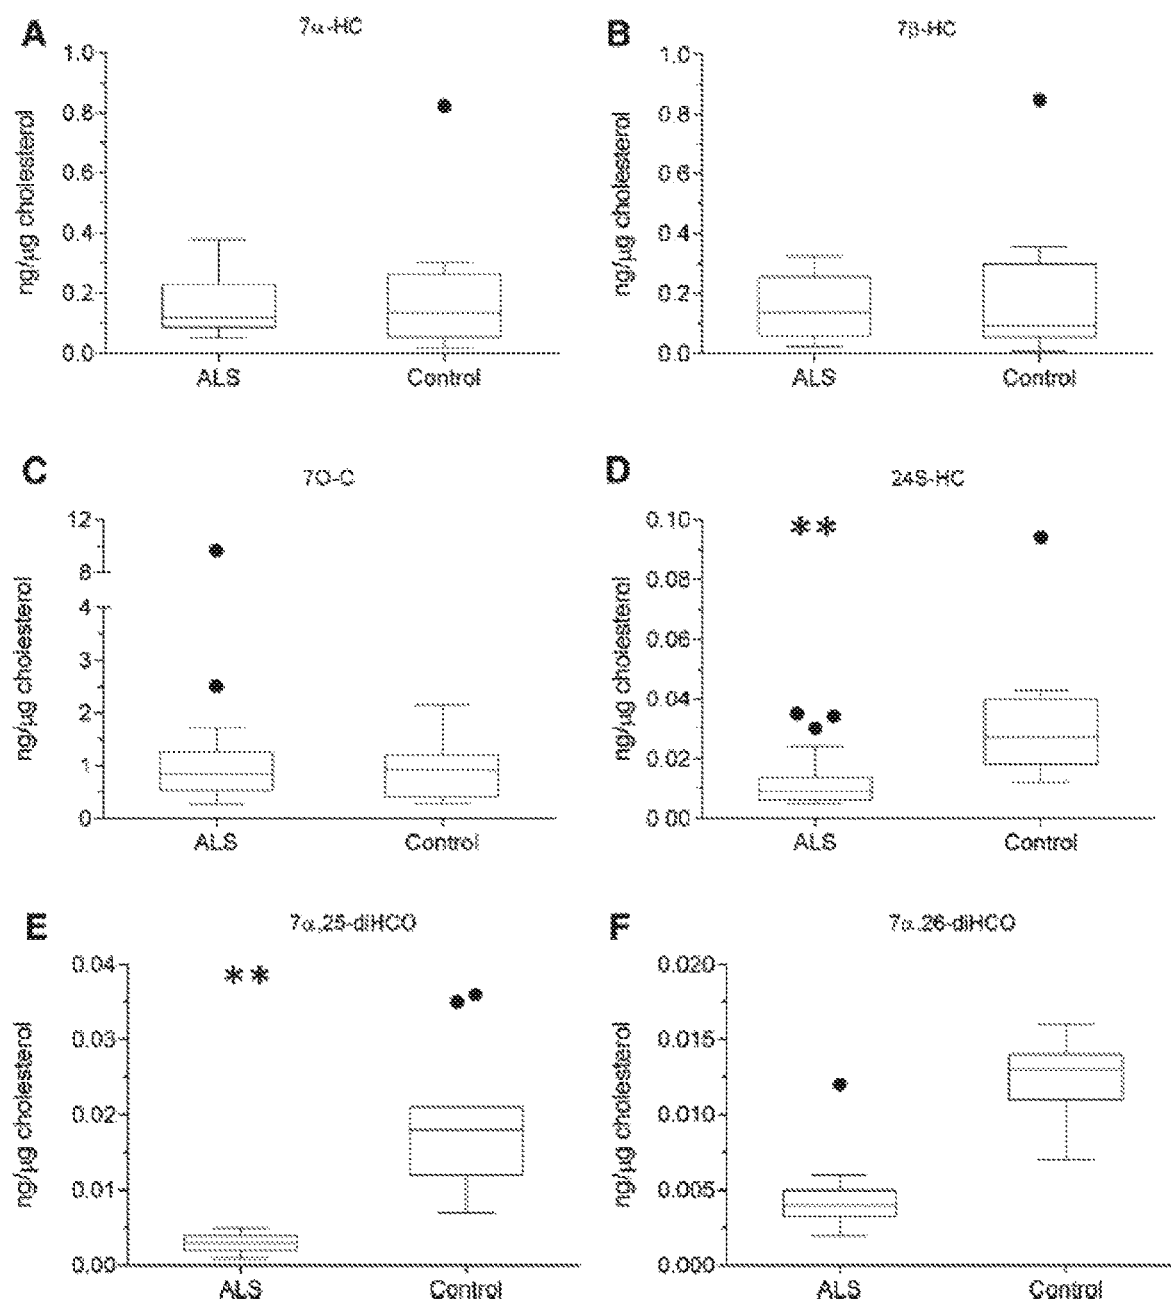 A
7α-HC
ng/μg cholesterol
1.0
0.8
0.6
0.4
0.2
0.0
ALS
Control
B
7β-HC
ng/μg cholesterol
1.0
0.8
0.6
0.4
0.2
0.0
ALS
Control
C
7O-C
ng/μg cholesterol
12
8
4
3
2
1
0
ALS
Control
D
24S-HC
ng/μg cholesterol
**
0.10
0.08
0.06
0.04
0.02
0.00
ALS
Control
E
7α,25-diHCO
ng/μg cholesterol
**
0.04
0.03
0.02
0.01
0.00
ALS
Control
F
7α,26-diHCO
ng/μg cholesterol
0.020
0.015
0.010
0.005
0.000
ALS
Control